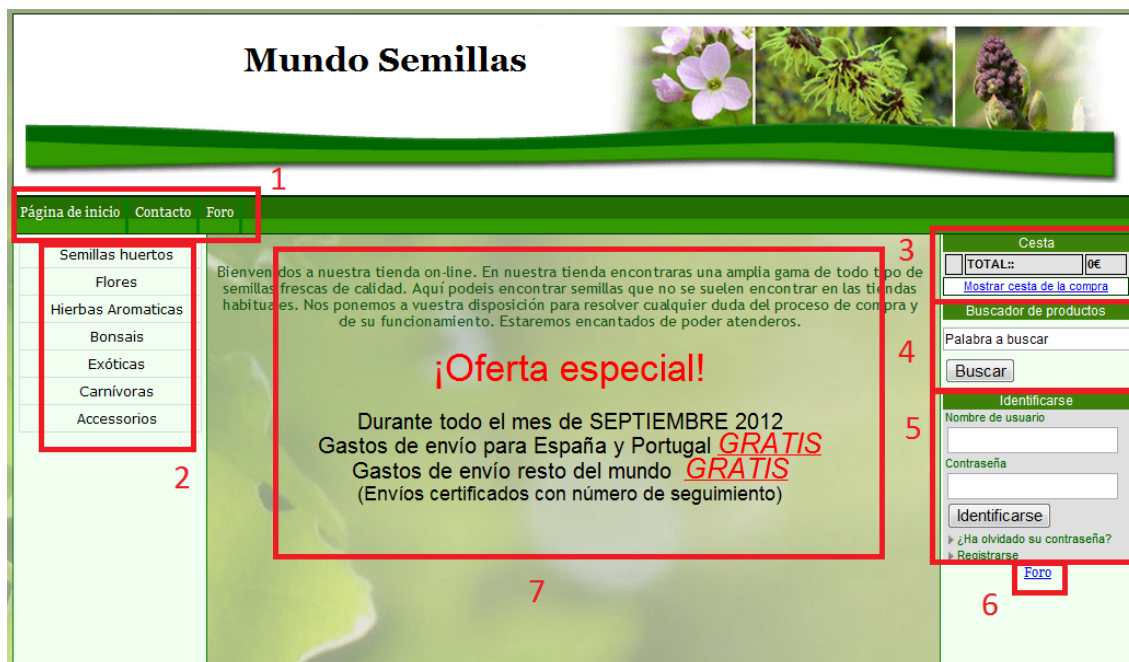 Mundo Semillas
1
Página de inicio Contacto Foro
Semillas huertos
Flores
Hierbas Aromaticas
Bonsais
Exóticas
Carnívoras
Accessorios
2
Bienvenidos a nuestra tienda on-line. En nuestra tienda encontraras una amplia gama de todo tipo de
semillas frescas de calidad. Aquí podeis encontrar semillas que no se suelen encontrar en las tiendas
habituales. Nos ponemos a vuestra disposición para resolver cualquier duda del proceso de compra y
de su funcionamiento. Estaremos encantados de poder atenderos.
¡Oferta especial!
Durante todo el mes de SEPTIEMBRE 2012
Gastos de envío para España y Portugal GRATIS
Gastos de envío resto del mundo GRATIS
(Envíos certificados con número de seguimiento)
7
3
Cesta
TOTAL:: 0€
Mostrar cesta de la compra
4
Buscador de productos
Palabra a buscar
Buscar
5
Identificarse
Nombre de usuario
Contraseña
Identificarse
¿Ha olvidado su contraseña?
Registrarse
Foro
6